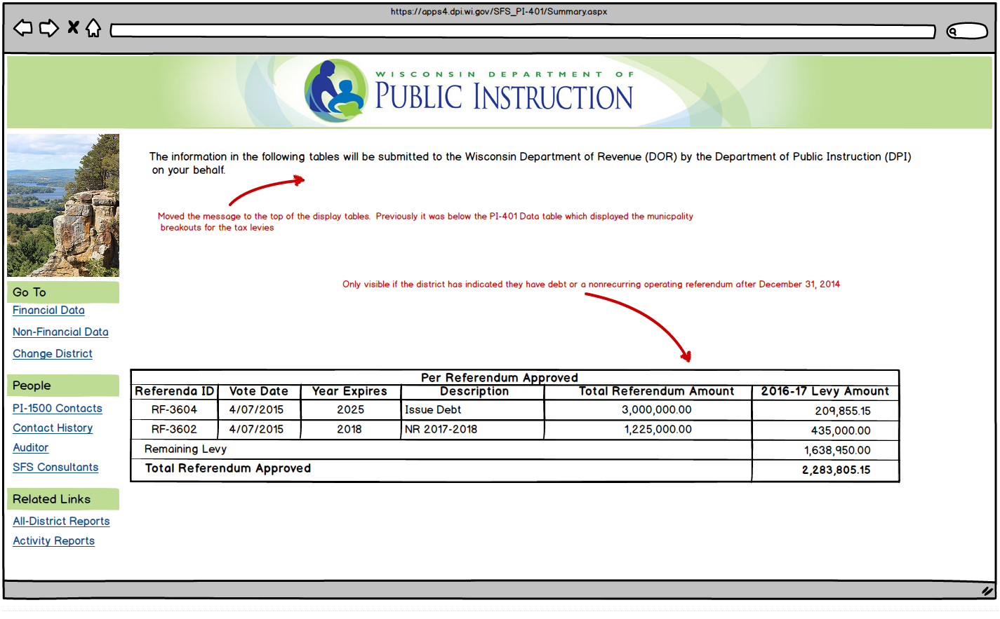 https://apps4.dpi.wi.gov/SFS_PI-401/Summary.aspx
WISCONSIN DEPARTMENT OF
PUBLIC INSTRUCTION
The information in the following tables will be submitted to the Wisconsin Department of Revenue (DOR) by the Department of Public Instruction (DPI)
on your behalf.
Moved the message to the top of the display tables. Previously it was below the PI-401 Data table which displayed the municpality
breakouts for the tax levies
Only visible if the district has indicated they have debt or a nonrecurring operating referendum after December 31, 2014
Go To
Financial Data
Non-Financial Data
Change District
People
PI-1500 Contacts
Contact History
Auditor
SFS Consultants
Related Links
All-District Reports
Activity Reports
Per Referendum Approved
Referenda ID Vote Date Year Expires Description Total Referendum Amount 2016-17 Levy Amount
RF-3604 4/07/2015 2025 Issue Debt 3,000,000.00 209,855.15
RF-3602 4/07/2015 2018 NR 2017-2018 1,225,000.00 435,000.00
Remaining Levy 1,638,950.00
Total Referendum Approved 2,283,805.15